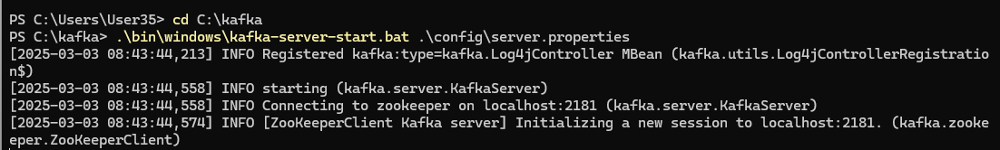 PS C:\Users\User35> cd C:\kafka
PS C:\kafka> .\bin\windows\kafka-server-start.bat .\config\server.properties
[2025-03-03 08:43:44,213] INFO Registered kafka:type=kafka.Log4jController MBean (kafka.utils.Log4jControllerRegistratio
n$)
[2025-03-03 08:43:44,558] INFO starting (kafka.server.KafkaServer)
[2025-03-03 08:43:44,558] INFO Connecting to zookeeper on localhost:2181 (kafka.server.KafkaServer)
[2025-03-03 08:43:44,574] INFO [ZooKeeperClient Kafka server] Initializing a new session to localhost:2181. (kafka.zooke
eper.ZooKeeperClient)